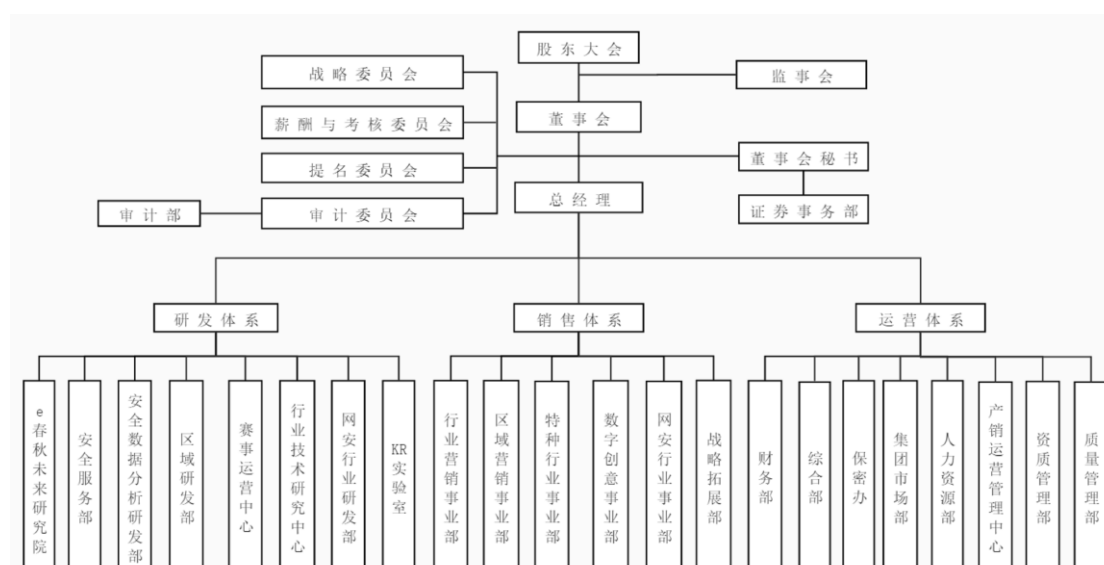 股东大会
战略委员会
监事会
薪酬与考核委员会
董事会
提名委员会
董事会秘书
总经理
审计部
审计委员会
证券事务部
研发体系
销售体系
运营体系
e春秋未来研究院
安全服务部
安全数据分析研发部
区域研发部
赛事运营中心
行业技术研究中心
网安行业研发部
KR实验室
行业营销事业部
区域营销事业部
特种行业事业部
数字创意事业部
网安行业事业部
战略拓展部
财务部
综合部
保密办
集团市场部
人力资源部
产销运营管理中心
资质管理部
质量管理部